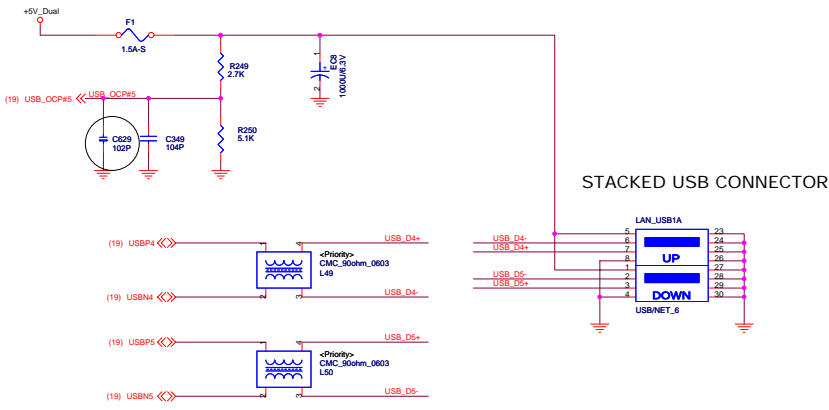 +5V_Dual
F1
1.5A-S
R249
2.7K
1
EC8
1000U/6.3V
2
(19) USB_OCP#5
USB_OCP#5
C629
102P
C349
104P
R250
5.1K
STACKED USB CONNECTOR
LAN_USB1A
5
6
7
8
1
2
3
4
UP
DOWN
23
24
25
26
27
28
29
30
USB/NET_6
USB_D4-
USB_D4+
USB_D5-
USB_D5+
(19) USBP4
1
4
USB_D4+
<Priority>
CMC_90ohm_0603
L49
(19) USBN4
2
3
USB_D4-
(19) USBP5
1
4
USB_D5+
<Priority>
CMC_90ohm_0603
L50
(19) USBN5
2
3
USB_D5-